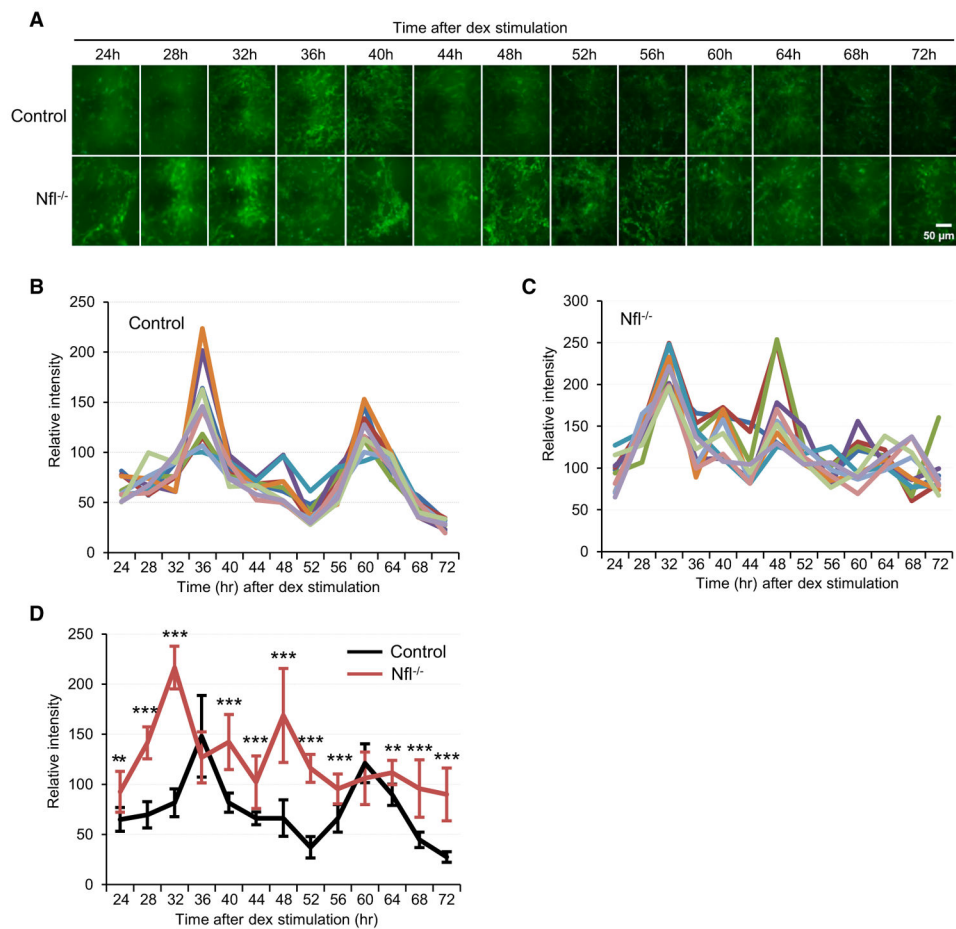 A
Time after dex stimulation
24h 28h 32h 36h 40h 44h 48h 52h 56h 60h 64h 68h 72h
Control
Nfl-/-
50 µm
B
Control
Relative intensity
250
200
150
100
50
0
24 28 32 36 40 44 48 52 56 60 64 68 72
Time (hr) after dex stimulation
C
Nfl-/-
Relative intensity
300
250
200
150
100
50
0
24 28 32 36 40 44 48 52 56 60 64 68 72
Time (hr) after dex stimulation
D
Control
Nfl-/-
Relative intensity
250
200
150
100
50
0
** *** *** *** *** *** *** *** ** *** ***
24 28 32 36 40 44 48 52 56 60 64 68 72
Time after dex stimulation (hr)